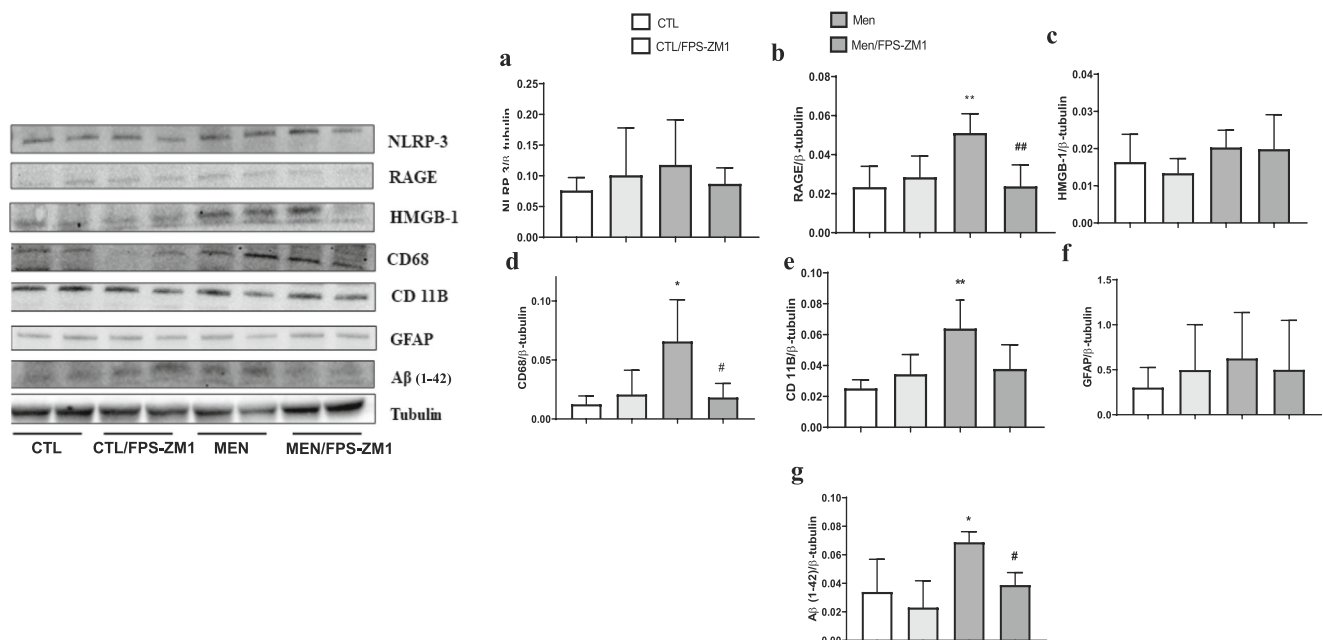 CTL
CTL/FPS-ZM1
Men
Men/FPS-ZM1
NLRP-3
RAGE
HMGB-1
CD68
CD 11B
GFAP
Aβ (1-42)
Tubulin
CTL CTL/FPS-ZM1 MEN MEN/FPS-ZM1
a
NLRP 3/β-tubulin
0.25
0.20
0.15
0.10
0.05
0.00
b
RAGE/β-tubulin
0.08
0.06
0.04
0.02
0.00
**
##
c
HMGB-1/β-tubulin
0.04
0.03
0.02
0.01
0.00
d
CD68/β-tubulin
0.10
0.05
0.00
*
#
e
CD 11B/β-tubulin
0.10
0.08
0.06
0.04
0.02
0.00
**
f
GFAP/β-tubulin
1.5
1.0
0.5
0.0
g
Aβ (1-42)/β-tubulin
0.10
0.08
0.06
0.04
0.02
0.00
*
#